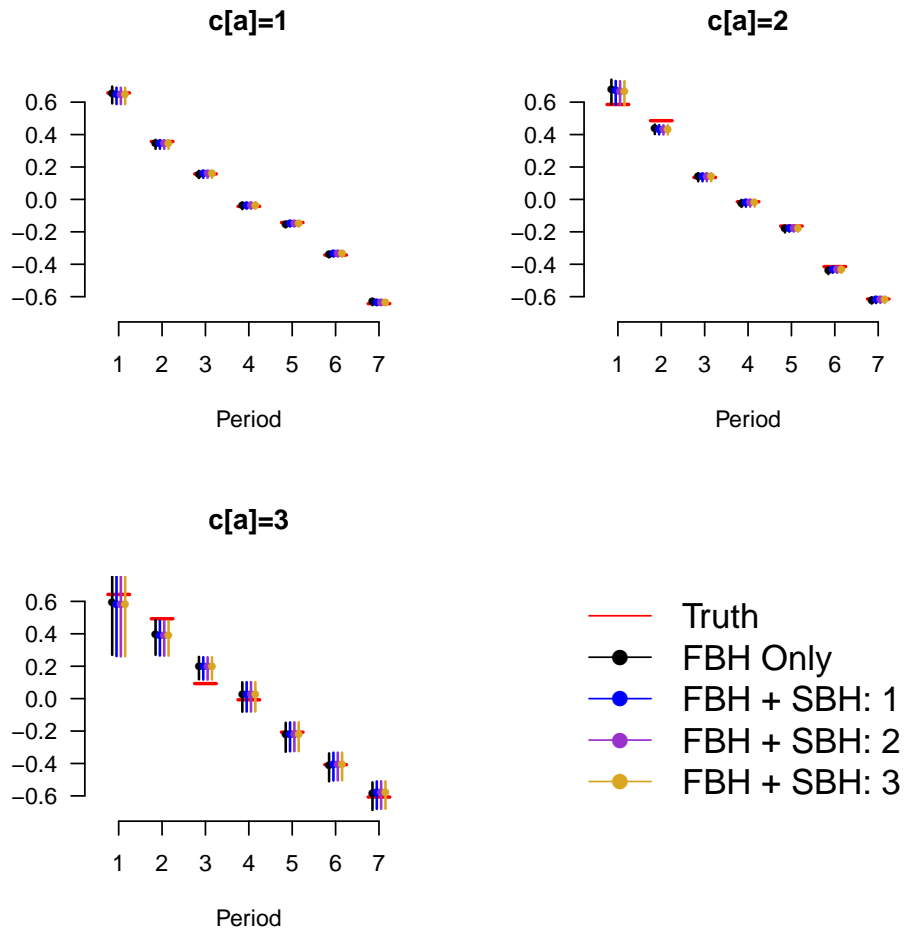 c[a]=1
0.6
0.4
0.2
0.0
−0.2
−0.4
−0.6
1 2 3 4 5 6 7
Period
c[a]=2
0.6
0.4
0.2
0.0
−0.2
−0.4
−0.6
1 2 3 4 5 6 7
Period
c[a]=3
0.6
0.4
0.2
0.0
−0.2
−0.4
−0.6
1 2 3 4 5 6 7
Period
Truth
FBH Only
FBH + SBH: 1
FBH + SBH: 2
FBH + SBH: 3